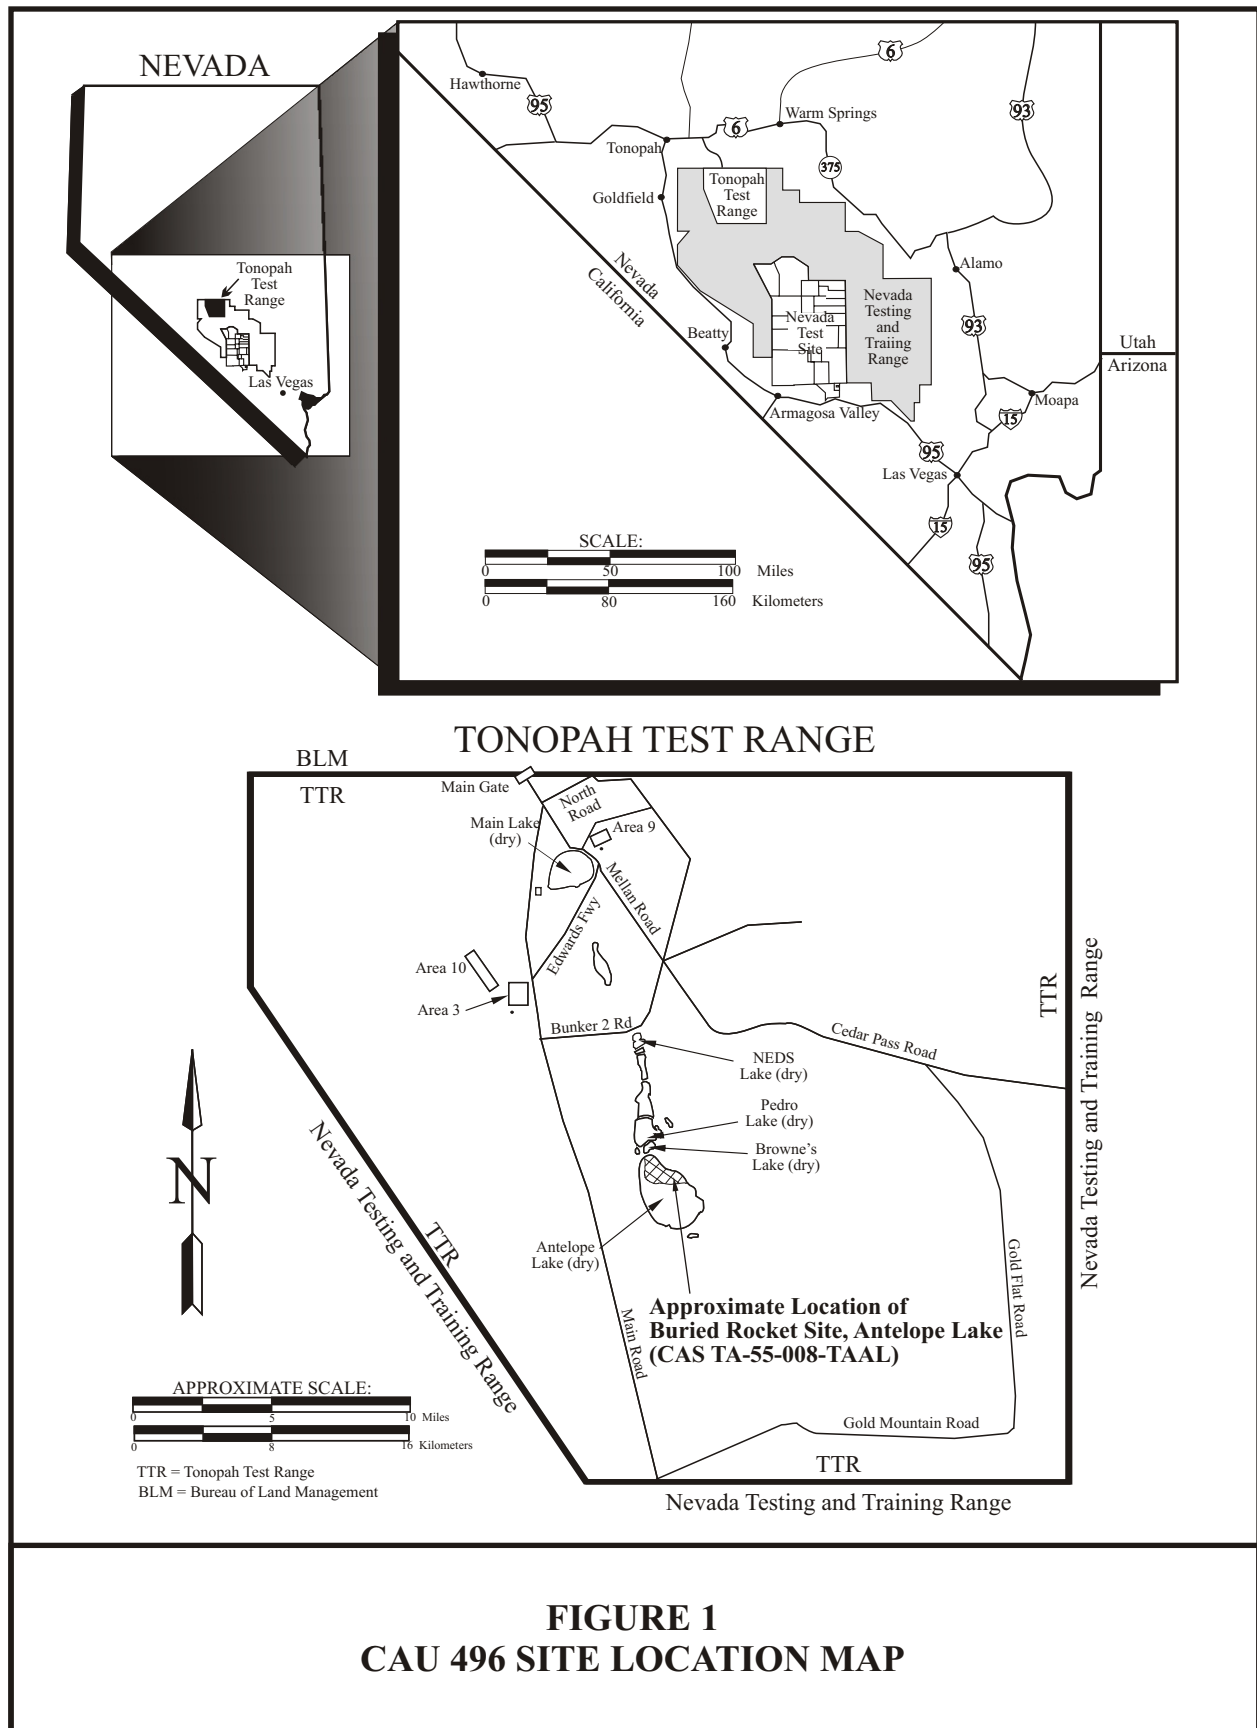 NEVADA
Tonopah
Test
Range
Las Vegas
Hawthorne
95
6
93
Warm Springs
6
Tonopah
375
Tonopah
Test
Range
Goldfield
Nevada
California
Alamo
Nevada
Testing
and
Traiing
Range
Nevada
Test
Site
93
Beatty
Utah
Arizona
Moapa
Armagosa Valley
15
95
Las Vegas
15
95
SCALE:
0 50 100 Miles
0 80 160 Kilometers
TONOPAH TEST RANGE
BLM
TTR
Main Gate
North
Road
Main Lake
(dry)
Area 9
Mellan Road
Edwards Fwy
Area 10
Area 3
Bunker 2 Rd
Cedar Pass Road
TTR
Nevada Testing and Training Range
NEDS
Lake (dry)
Pedro
Lake (dry)
Browne's
Lake (dry)
N
Nevada Testing and Training Range
TTR
Antelope
Lake (dry)
Gold Flat Road
Main Road
Approximate Location of
Buried Rocket Site, Antelope Lake
(CAS TA-55-008-TAAL)
APPROXIMATE SCALE:
0 5 10 Miles
0 8 16 Kilometers
Gold Mountain Road
TTR
Nevada Testing and Training Range
TTR = Tonopah Test Range
BLM = Bureau of Land Management
FIGURE 1
CAU 496 SITE LOCATION MAP